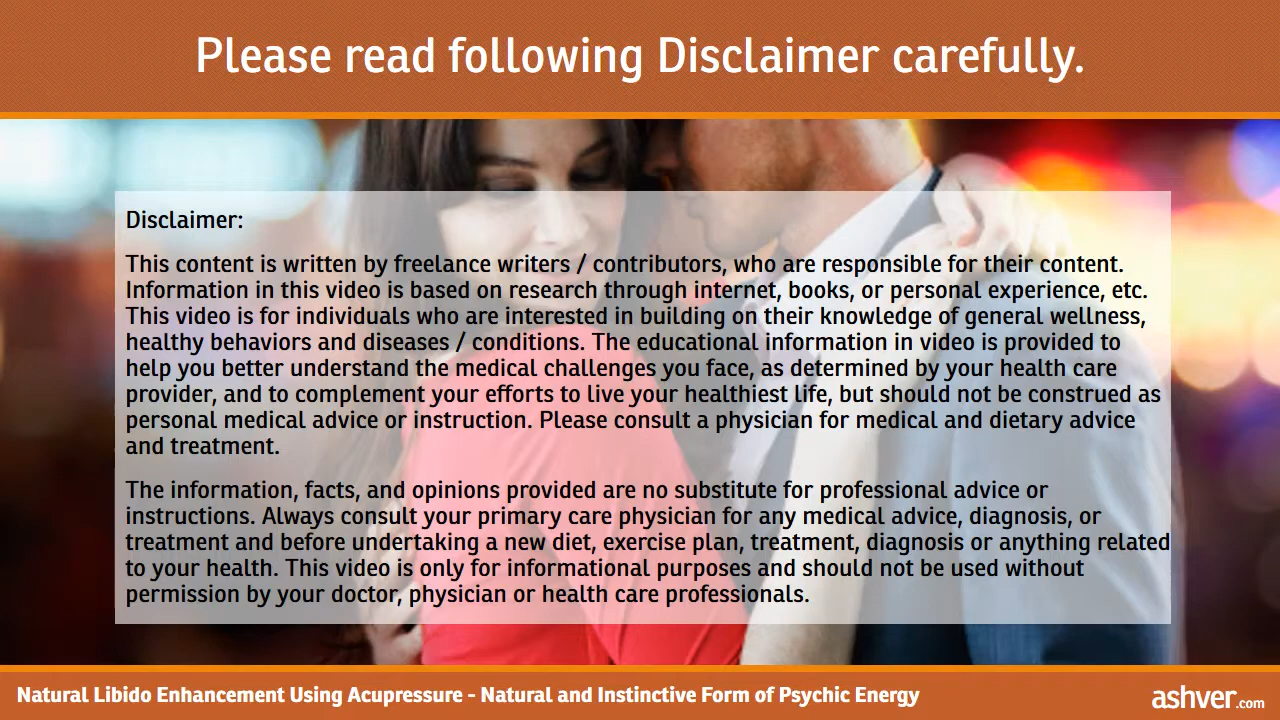 Please read following Disclaimer carefully.
Disclaimer:
This content is written by freelance writers / contributors, who are responsible for their content.
Information in this video is based on research through internet, books, or personal experience, etc.
This video is for individuals who are interested in building on their knowledge of general wellness,
healthy behaviors and diseases / conditions. The educational information in video is provided to
help you better understand the medical challenges you face, as determined by your health care
provider, and to complement your efforts to live your healthiest life, but should not be construed as
personal medical advice or instruction. Please consult a physician for medical and dietary advice
and treatment.
The information, facts, and opinions provided are no substitute for professional advice or
instructions. Always consult your primary care physician for any medical advice, diagnosis, or
treatment and before undertaking a new diet, exercise plan, treatment, diagnosis or anything related
to your health. This video is only for informational purposes and should not be used without
permission by your doctor, physician or health care professionals.
Natural Libido Enhancement Using Acupressure - Natural and Instinctive Form of Psychic Energy
ashver.com